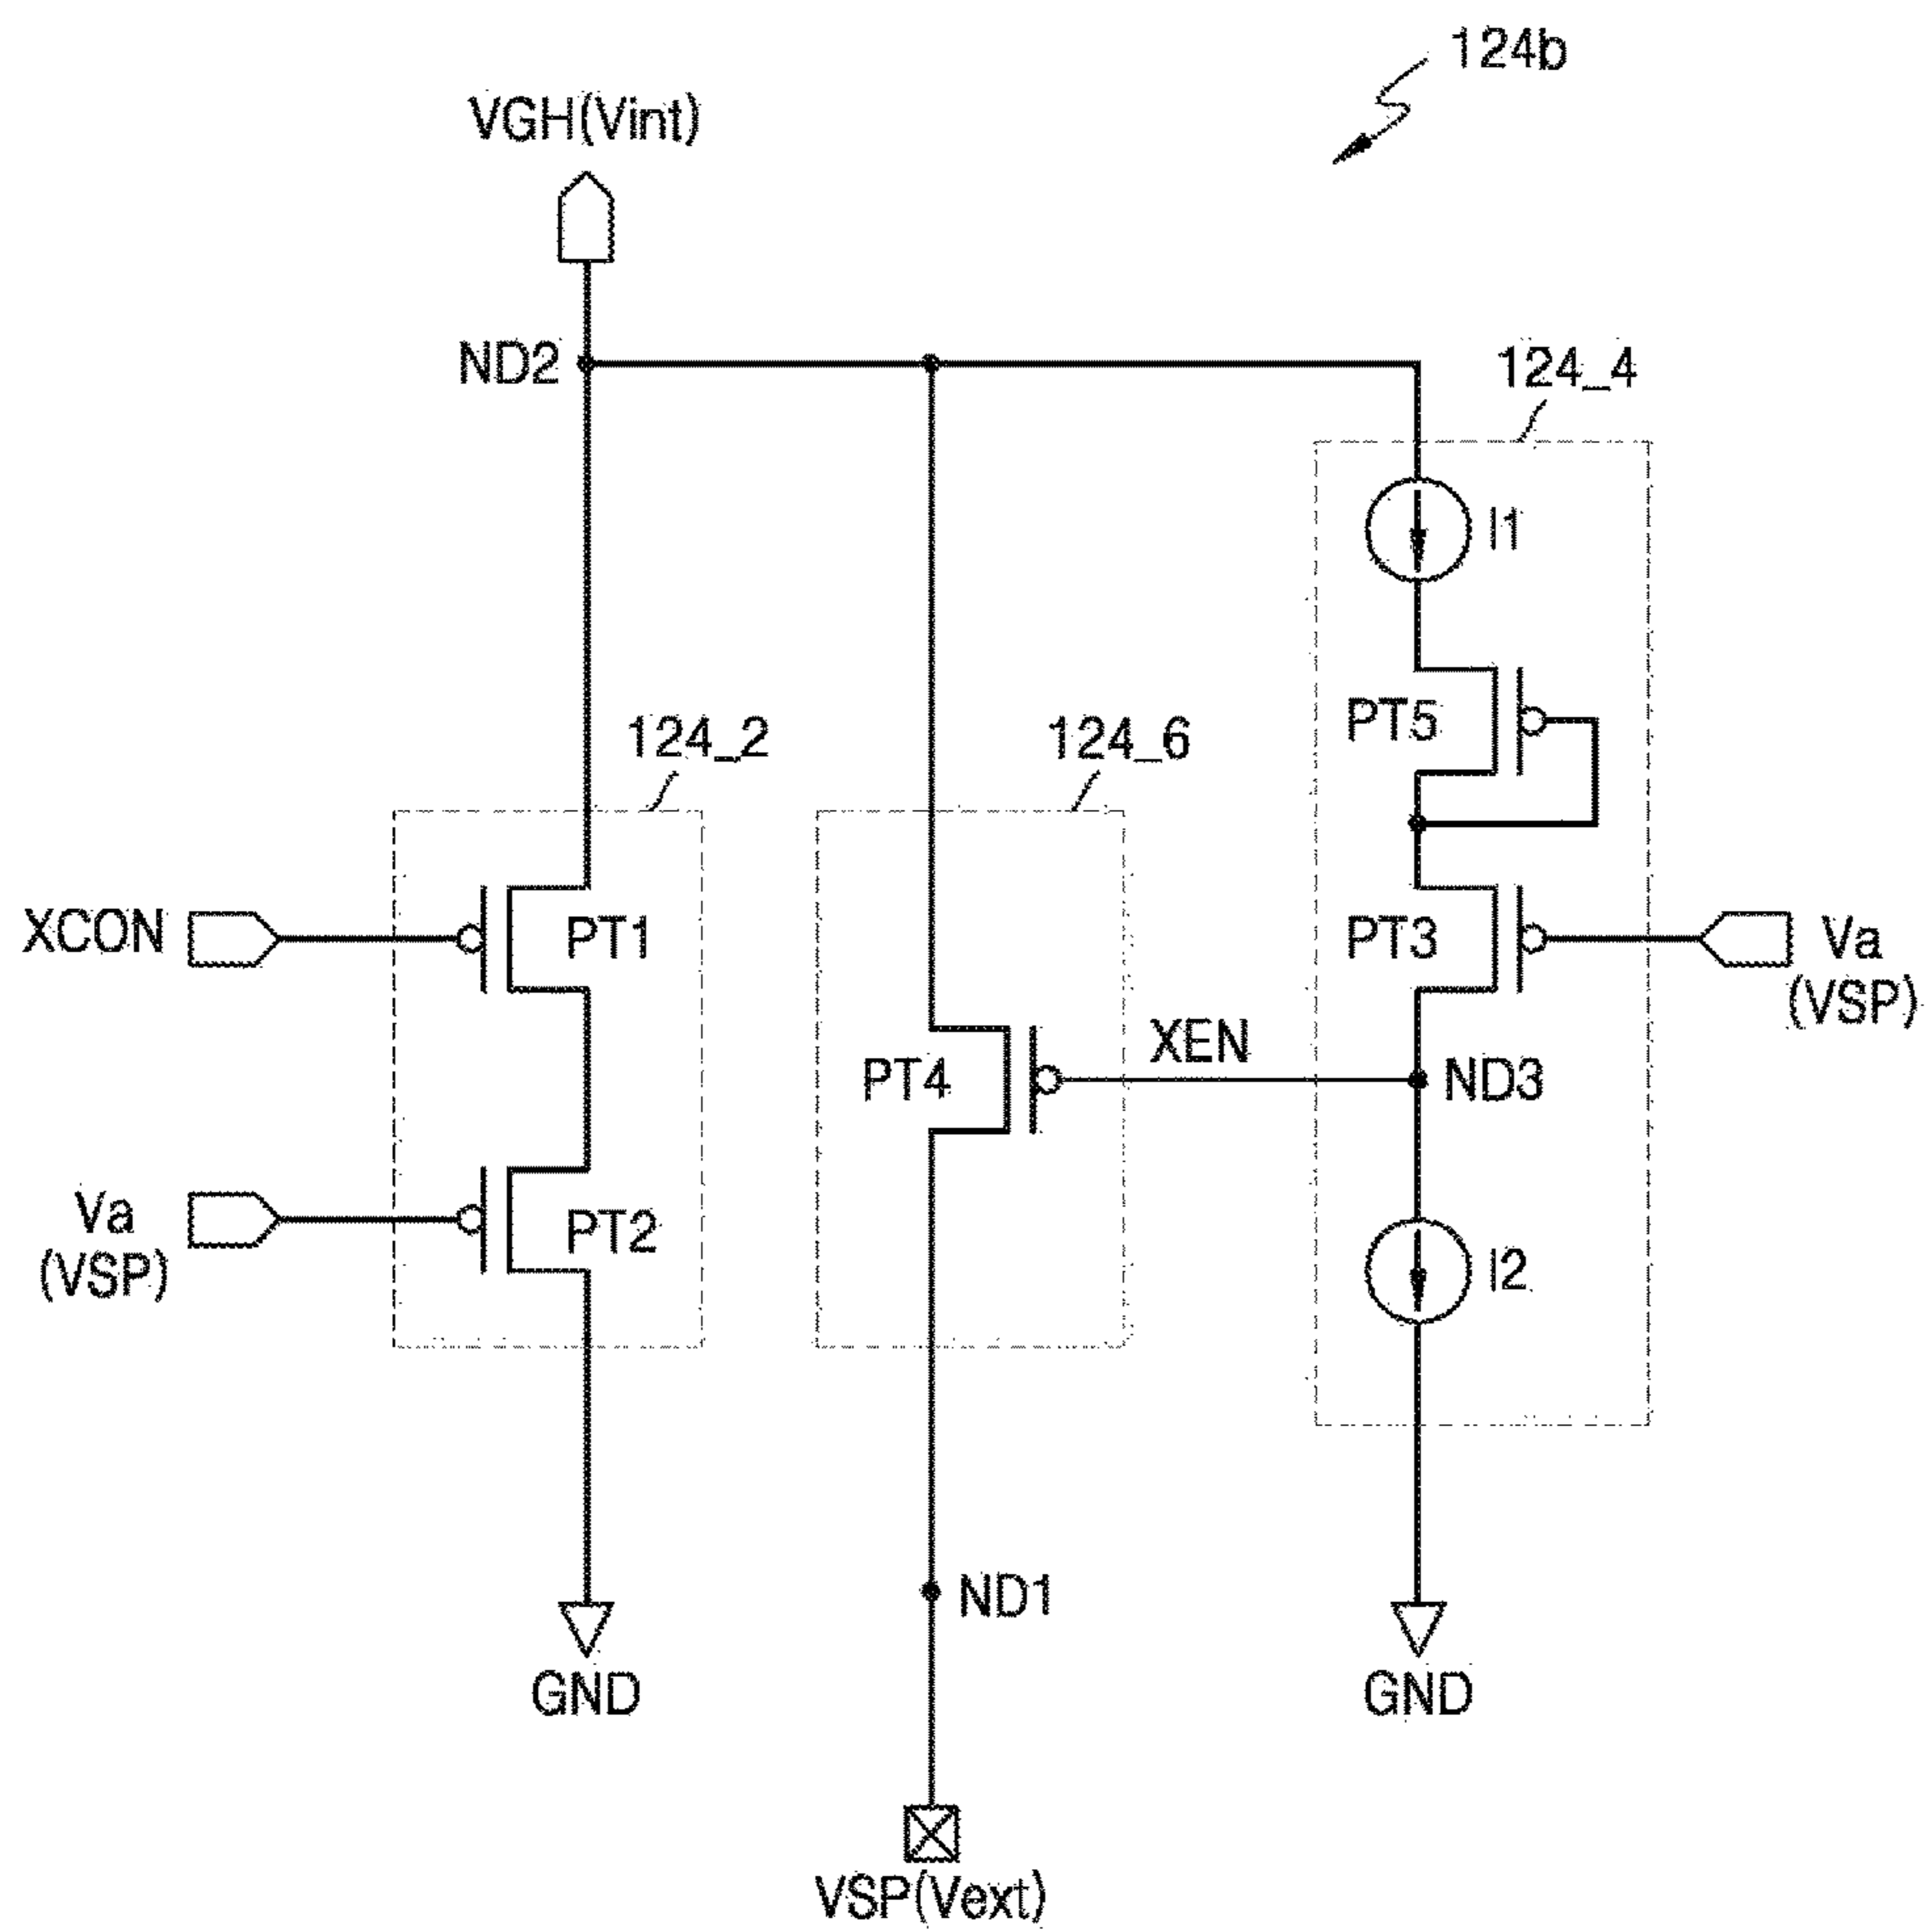 124b
VGH(Vint)
ND2
124_4
I1
PT5
124_2
124_6
XCON
PT1
PT3
Va
(VSP)
XEN
PT4
ND3
Va
(VSP)
PT2
I2
ND1
GND
GND
VSP(Vext)